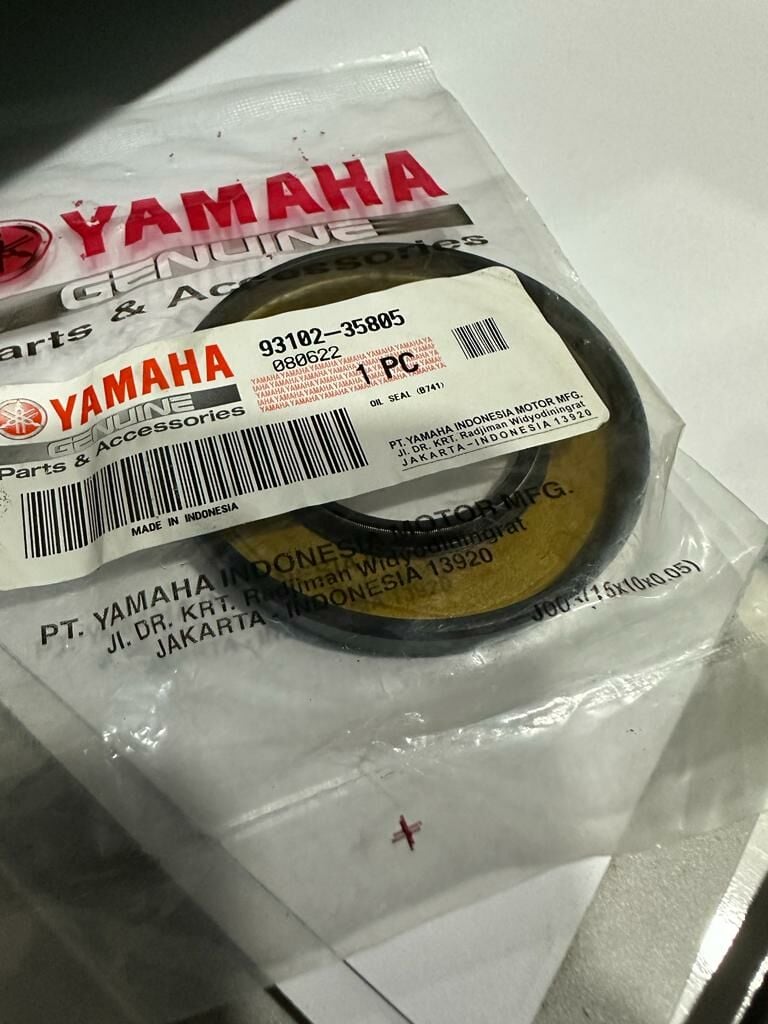 YAMAHA
GENUINE
Parts & Accessories
YAMAHA
GENUINE
Parts & Accessories
93102-35805
080622
1 PC
OIL SEAL (B741)
PT. YAMAHA INDONESIA MOTOR MFG.
Jl. DR. KRT. Radjiman Widyodiningrat
JAKARTA-INDONESIA 13920
MADE IN INDONESIA
PT. YAMAHA INDONESIA MOTOR MFG.
Jl. DR. KRT. Radjiman Widyodiningrat
JAKARTA - INDONESIA 13920
(15x10x0.05)